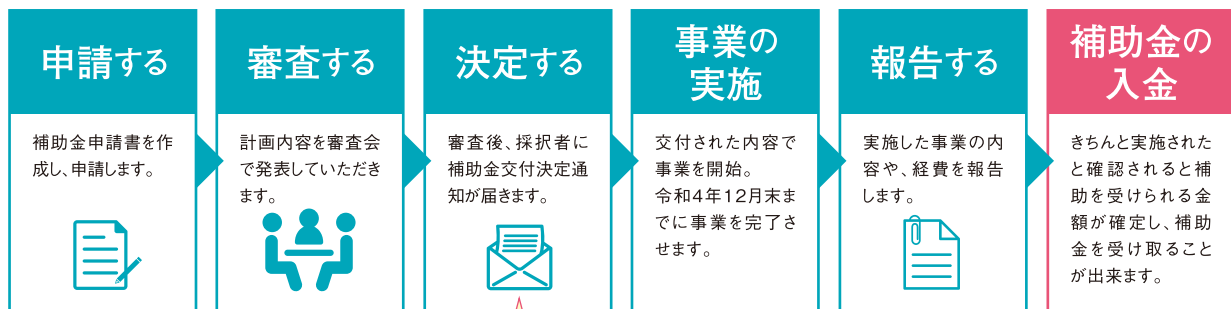 申請する
補助金申請書を作
成し、申請します。
審査する
計画内容を審査会
で発表していただき
ます。
決定する
審査後、採択者に
補助金交付決定通
知が届きます。
事業の
実施
交付された内容で
事業を開始。
令和4年12月末ま
でに事業を完了さ
せます。
報告する
実施した事業の内
容や、経費を報告
します。
補助金の
入金
きちんと実施された
と確認されると補
助を受けられる金
額が確定し、補助
金を受け取ること
が出来ます。